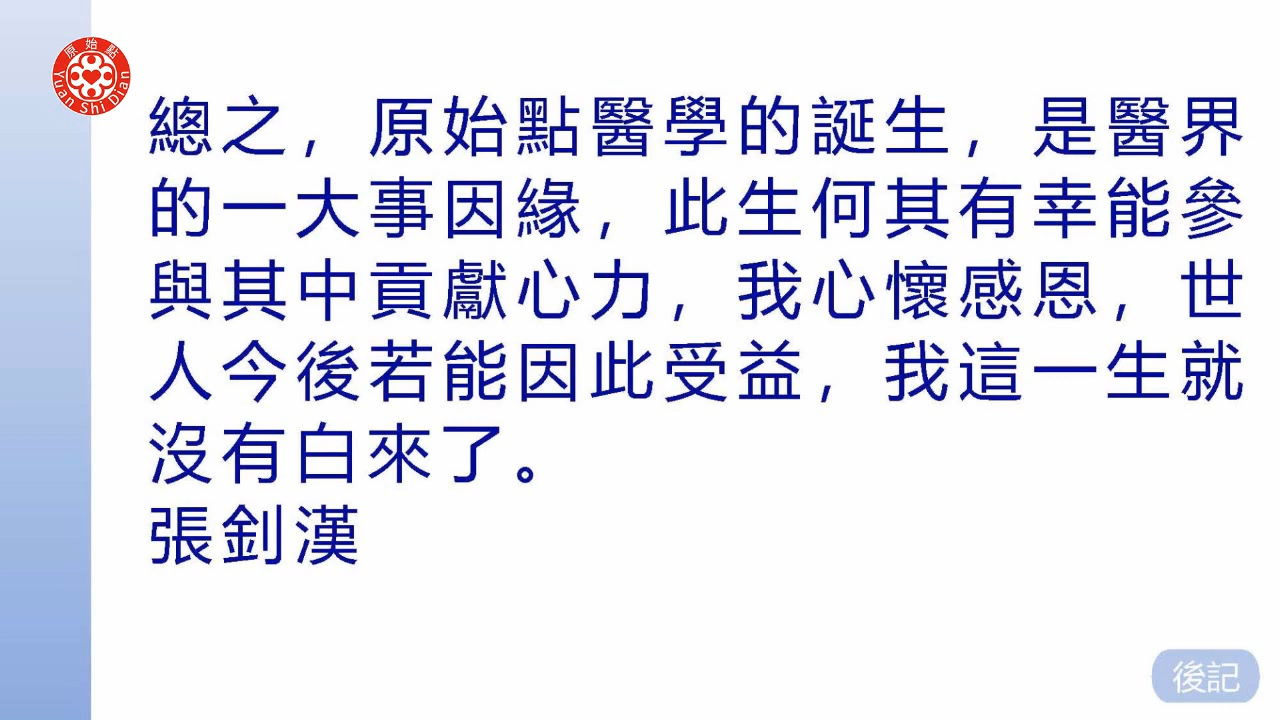 原始點
Yuan Shi Dian
總之，原始點醫學的誕生，是醫界
的一大事因緣，此生何其有幸能參
與其中貢獻心力，我心懷感恩，世
人今後若能因此受益，我這一生就
沒有白來了。
張釗漢
後記